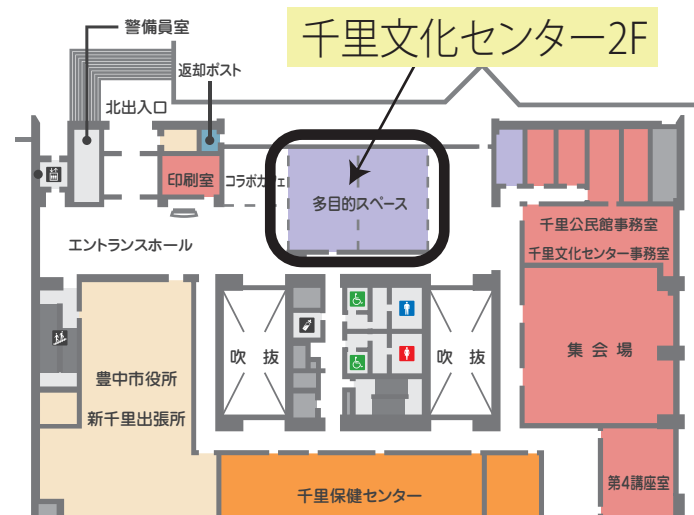 千里文化センター2F
警備員室
返却ポスト
北出入口
印刷室
コラボカフェ
多目的スペース
エントランスホール
千里公民館事務室
千里文化センター事務室
吹 抜
吹 抜
集 会 場
豊中市役所
新千里出張所
第4講座室
千里保健センター